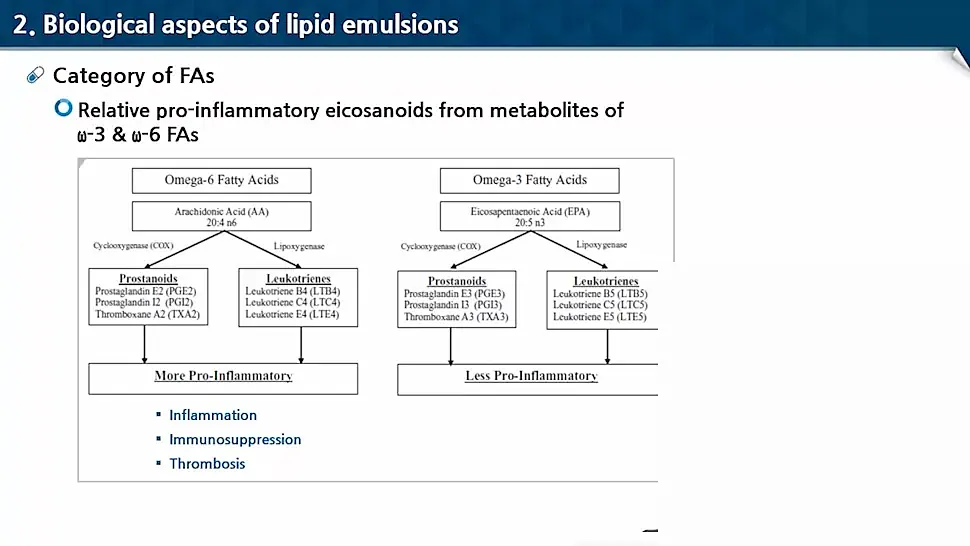 2. Biological aspects of lipid emulsions
Category of FAs
Relative pro-inflammatory eicosanoids from metabolites of
ω-3 & ω-6 FAs
Omega-6 Fatty Acids
Arachidonic Acid (AA)
20:4 n6
Cyclooxygenase (COX)
Lipoxygenase
Prostanoids
Prostaglandin E2 (PGE2)
Prostaglandin I2 (PGI2)
Thromboxane A2 (TXA2)
Leukotrienes
Leukotriene B4 (LTB4)
Leukotriene C4 (LTC4)
Leukotriene E4 (LTE4)
More Pro-Inflammatory
▪ Inflammation
▪ Immunosuppression
▪ Thrombosis
Omega-3 Fatty Acids
Eicosapentaenoic Acid (EPA)
20:5 n3
Cyclooxygenase (COX)
Lipoxygenase
Prostanoids
Prostaglandin E3 (PGE3)
Prostaglandin I3 (PGI3)
Thromboxane A3 (TXA3)
Leukotrienes
Leukotriene B5 (LTB5)
Leukotriene C5 (LTC5)
Leukotriene E5 (LTE5)
Less Pro-Inflammatory